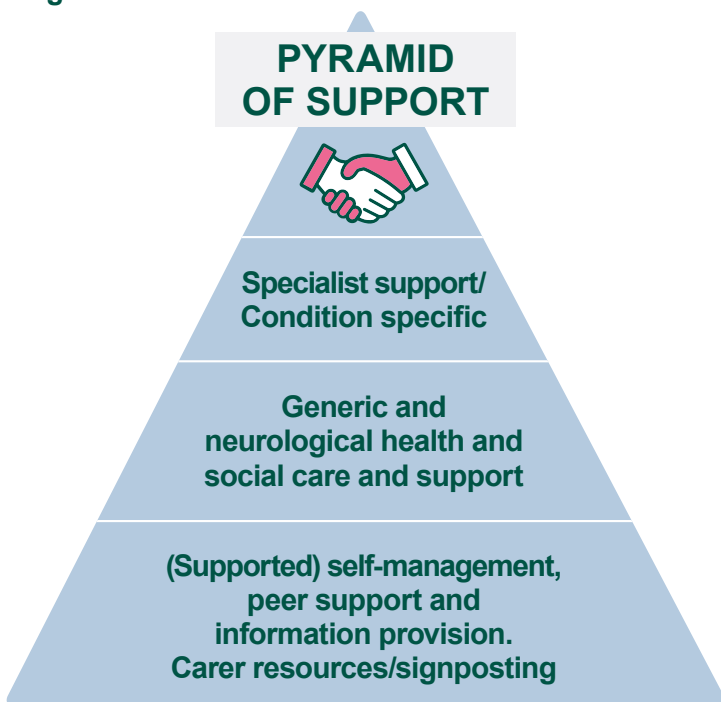 PYRAMID
OF SUPPORT
Specialist support/
Condition specific
Generic and
neurological health and
social care and support
(Supported) self-management,
peer support and
information provision.
Carer resources/signposting